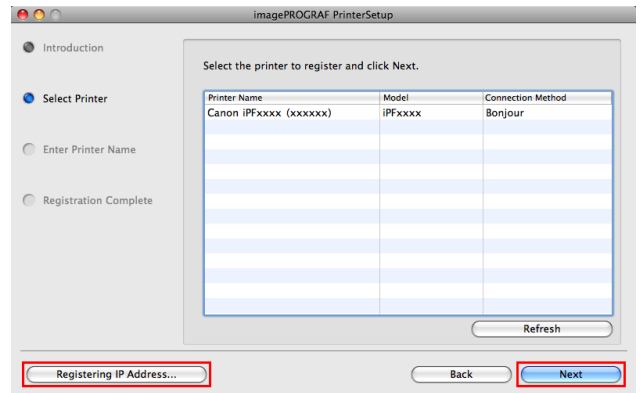 imagePROGRAF PrinterSetup
Introduction
Select Printer
Enter Printer Name
Registration Complete
Select the printer to register and click Next.
Printer Name Model Connection Method
Canon iPFxxxx (xxxxxx) iPFxxxx Bonjour
Refresh
Registering IP Address... Back Next